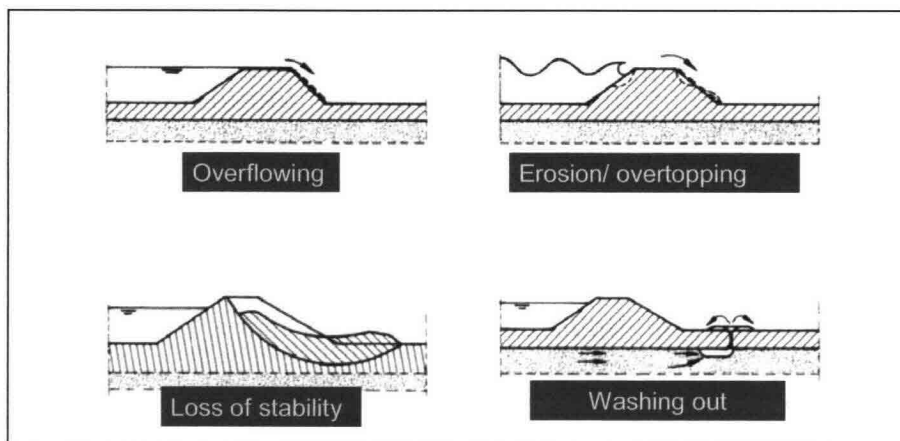 Overflowing
Erosion/ overtopping
Loss of stability
Washing out